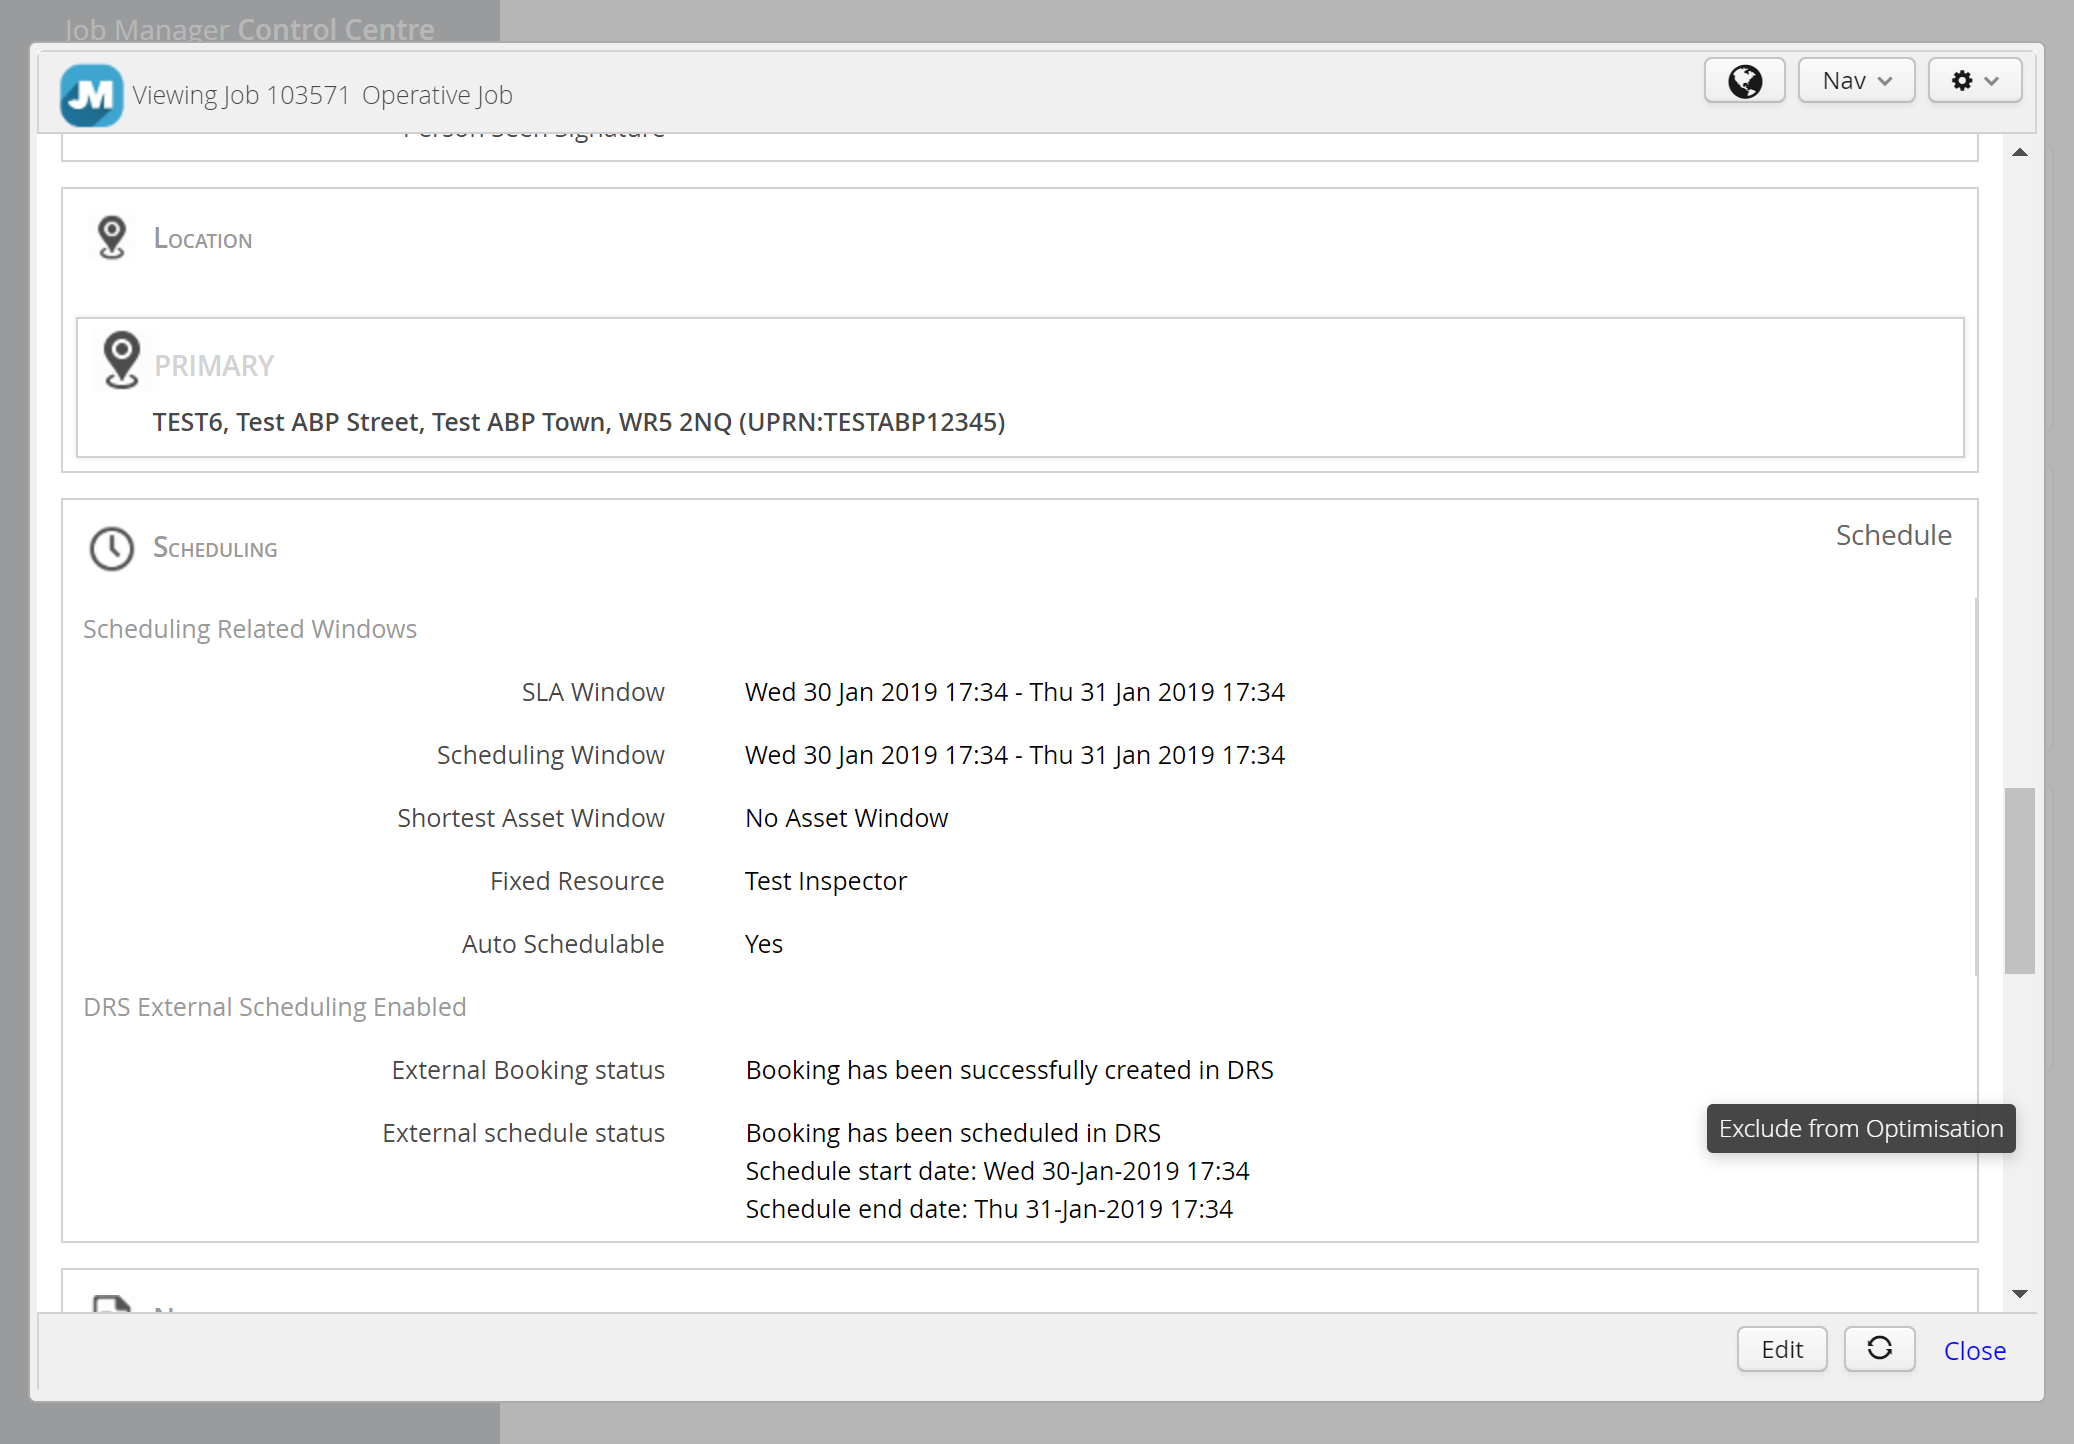 Job Manager Control Centre
JM Viewing Job 103571 Operative Job
Nav
Person Seen Signature
Location
PRIMARY
TEST6, Test ABP Street, Test ABP Town, WR5 2NQ (UPRN:TESTABP12345)
Scheduling
Schedule
Scheduling Related Windows
SLA Window Wed 30 Jan 2019 17:34 - Thu 31 Jan 2019 17:34
Scheduling Window Wed 30 Jan 2019 17:34 - Thu 31 Jan 2019 17:34
Shortest Asset Window No Asset Window
Fixed Resource Test Inspector
Auto Schedulable Yes
DRS External Scheduling Enabled
External Booking status Booking has been successfully created in DRS
External schedule status Booking has been scheduled in DRS
Exclude from Optimisation
Schedule start date: Wed 30-Jan-2019 17:34
Schedule end date: Thu 31-Jan-2019 17:34
Edit
Close